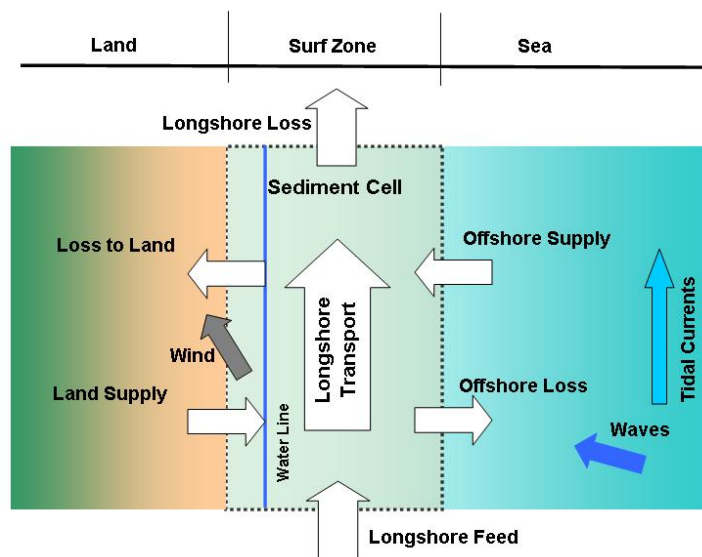 Land
Surf Zone
Sea
Longshore Loss
Sediment Cell
Loss to Land
Offshore Supply
Longshore
Transport
Tidal Currents
Wind
Land Supply
Offshore Loss
Water Line
Waves
Longshore Feed